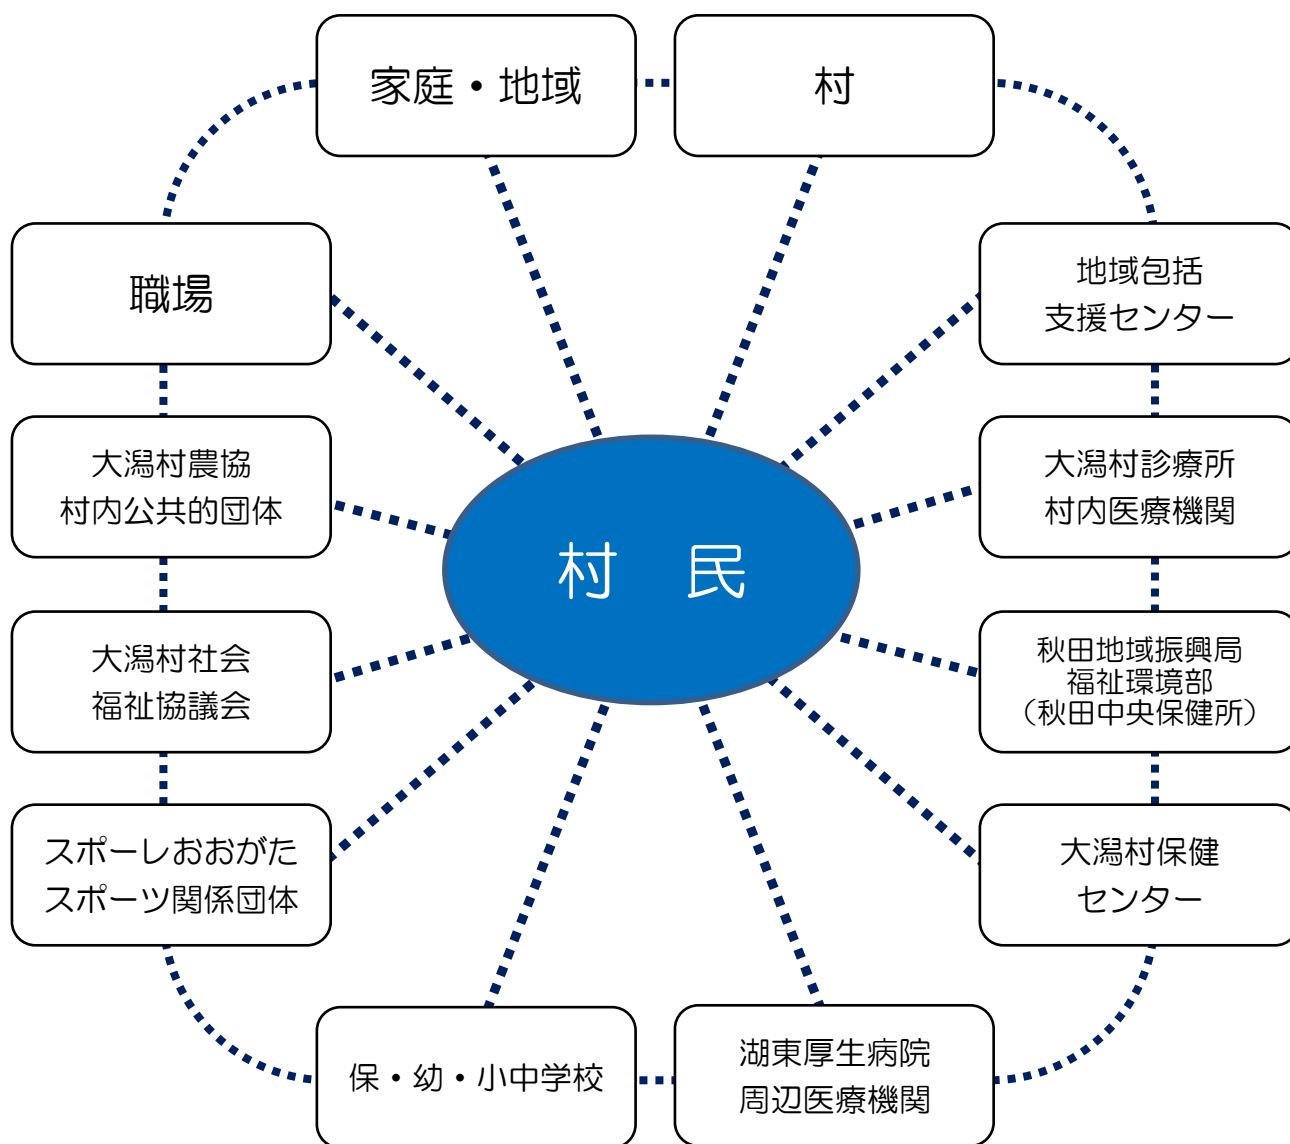 家庭・地域
村
職場
地域包括
支援センター
大潟村農協
村内公共的団体
大潟村診療所
村内医療機関
村　民
大潟村社会
福祉協議会
秋田地域振興局
福祉環境部
（秋田中央保健所）
スポーレおおがた
スポーツ関係団体
大潟村保健
センター
保・幼・小中学校
湖東厚生病院
周辺医療機関